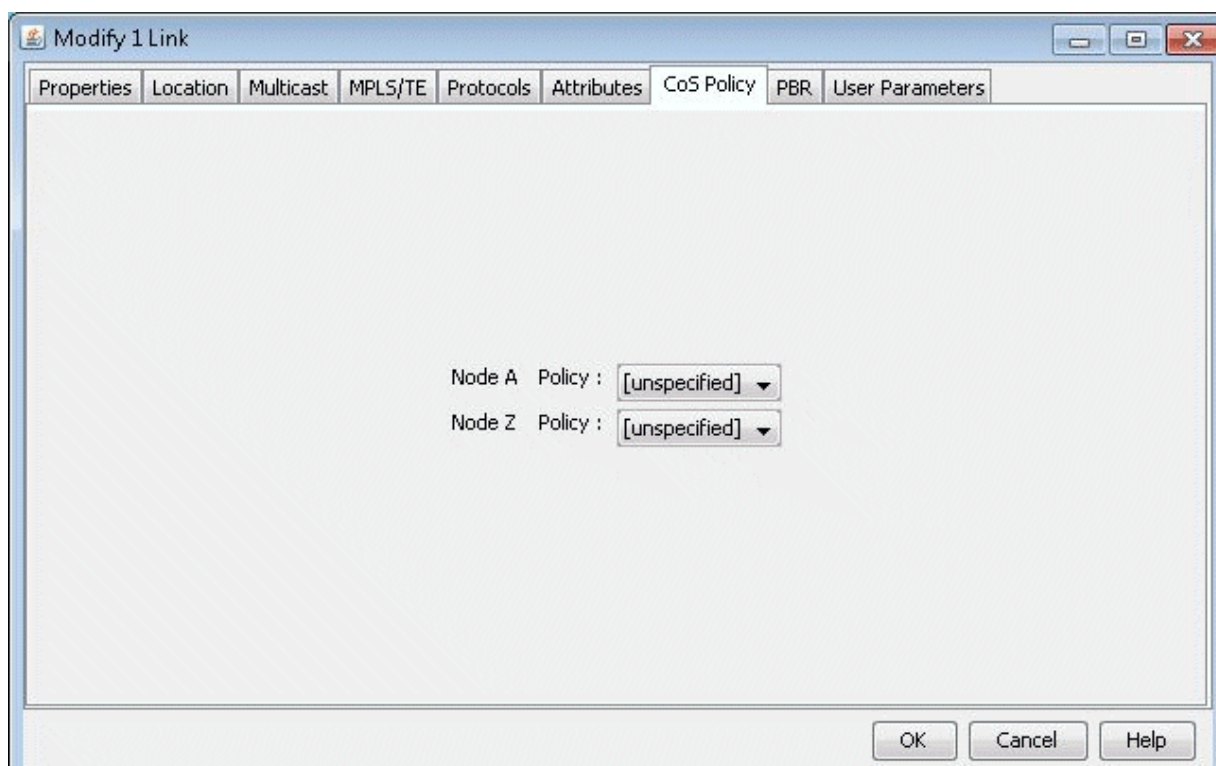 Modify 1 Link
Properties Location Multicast MPLS/TE Protocols Attributes CoS Policy PBR User Parameters
Node A Policy : [unspecified]
Node Z Policy : [unspecified]
OK Cancel Help